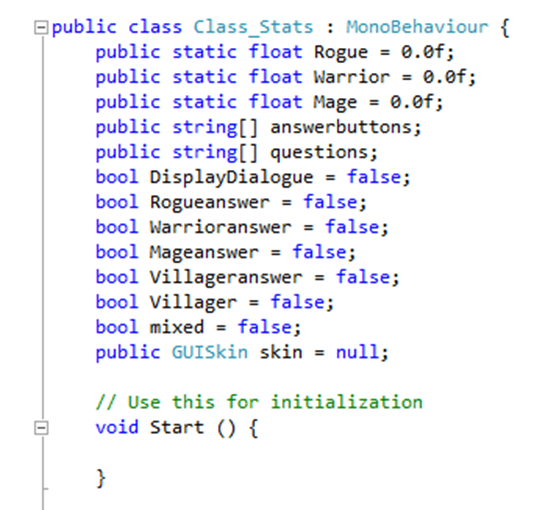 public class Class_Stats : MonoBehaviour {
public static float Rogue = 0.0f;
public static float Warrior = 0.0f;
public static float Mage = 0.0f;
public string[] answerbuttons;
public string[] questions;
bool DisplayDialogue = false;
bool Rogueanswer = false;
bool Warrioranswer = false;
bool Mageanswer = false;
bool Villageranswer = false;
bool Villager = false;
bool mixed = false;
public GUISkin skin = null;
// Use this for initialization
void Start () {
}